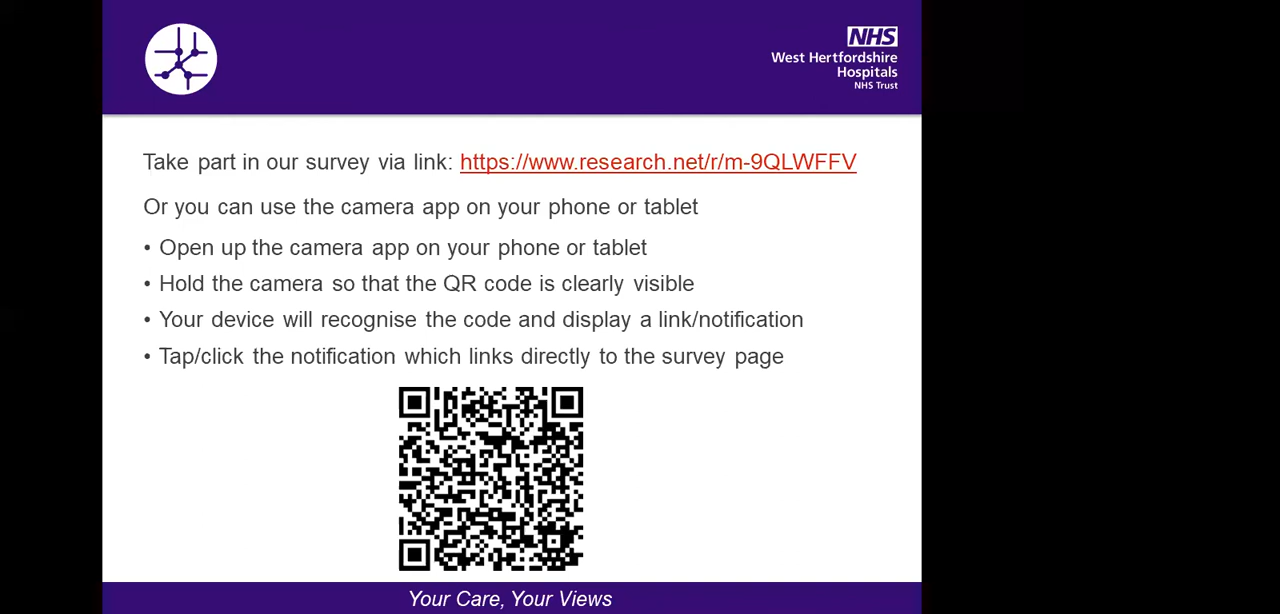 NHS
West Hertfordshire
Hospitals
NHS Trust
Take part in our survey via link: https://www.research.net/r/m-9QLWFFV
Or you can use the camera app on your phone or tablet
• Open up the camera app on your phone or tablet
• Hold the camera so that the QR code is clearly visible
• Your device will recognise the code and display a link/notification
• Tap/click the notification which links directly to the survey page
Your Care, Your Views